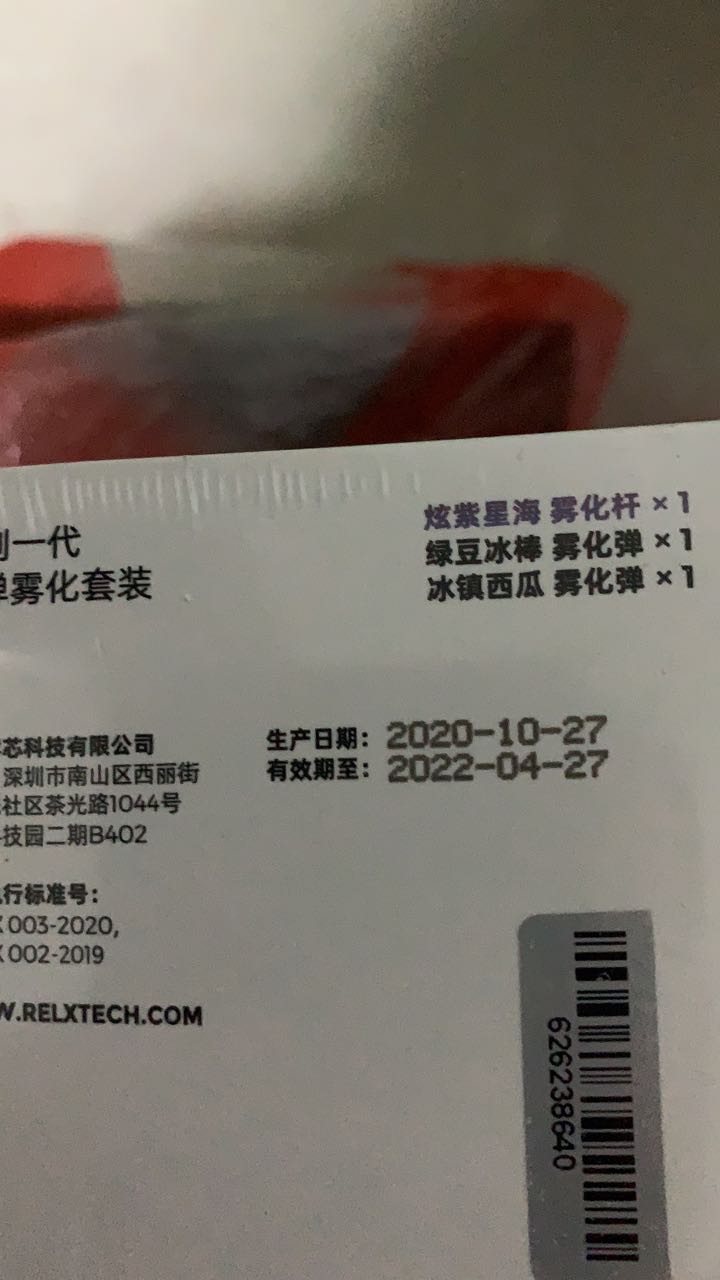 一代
雾化套装
炫紫星海 雾化杆 ×1
绿豆冰棒 雾化弹 ×1
冰镇西瓜 雾化弹 ×1
芯科技有限公司
深圳市南山区西丽街
社区茶光路1044号
技园二期B402
生产日期: 2020-10-27
有效期至: 2022-04-27
行标准号:
003-2020,
002-2019
W.RELXTECH.COM
626238640